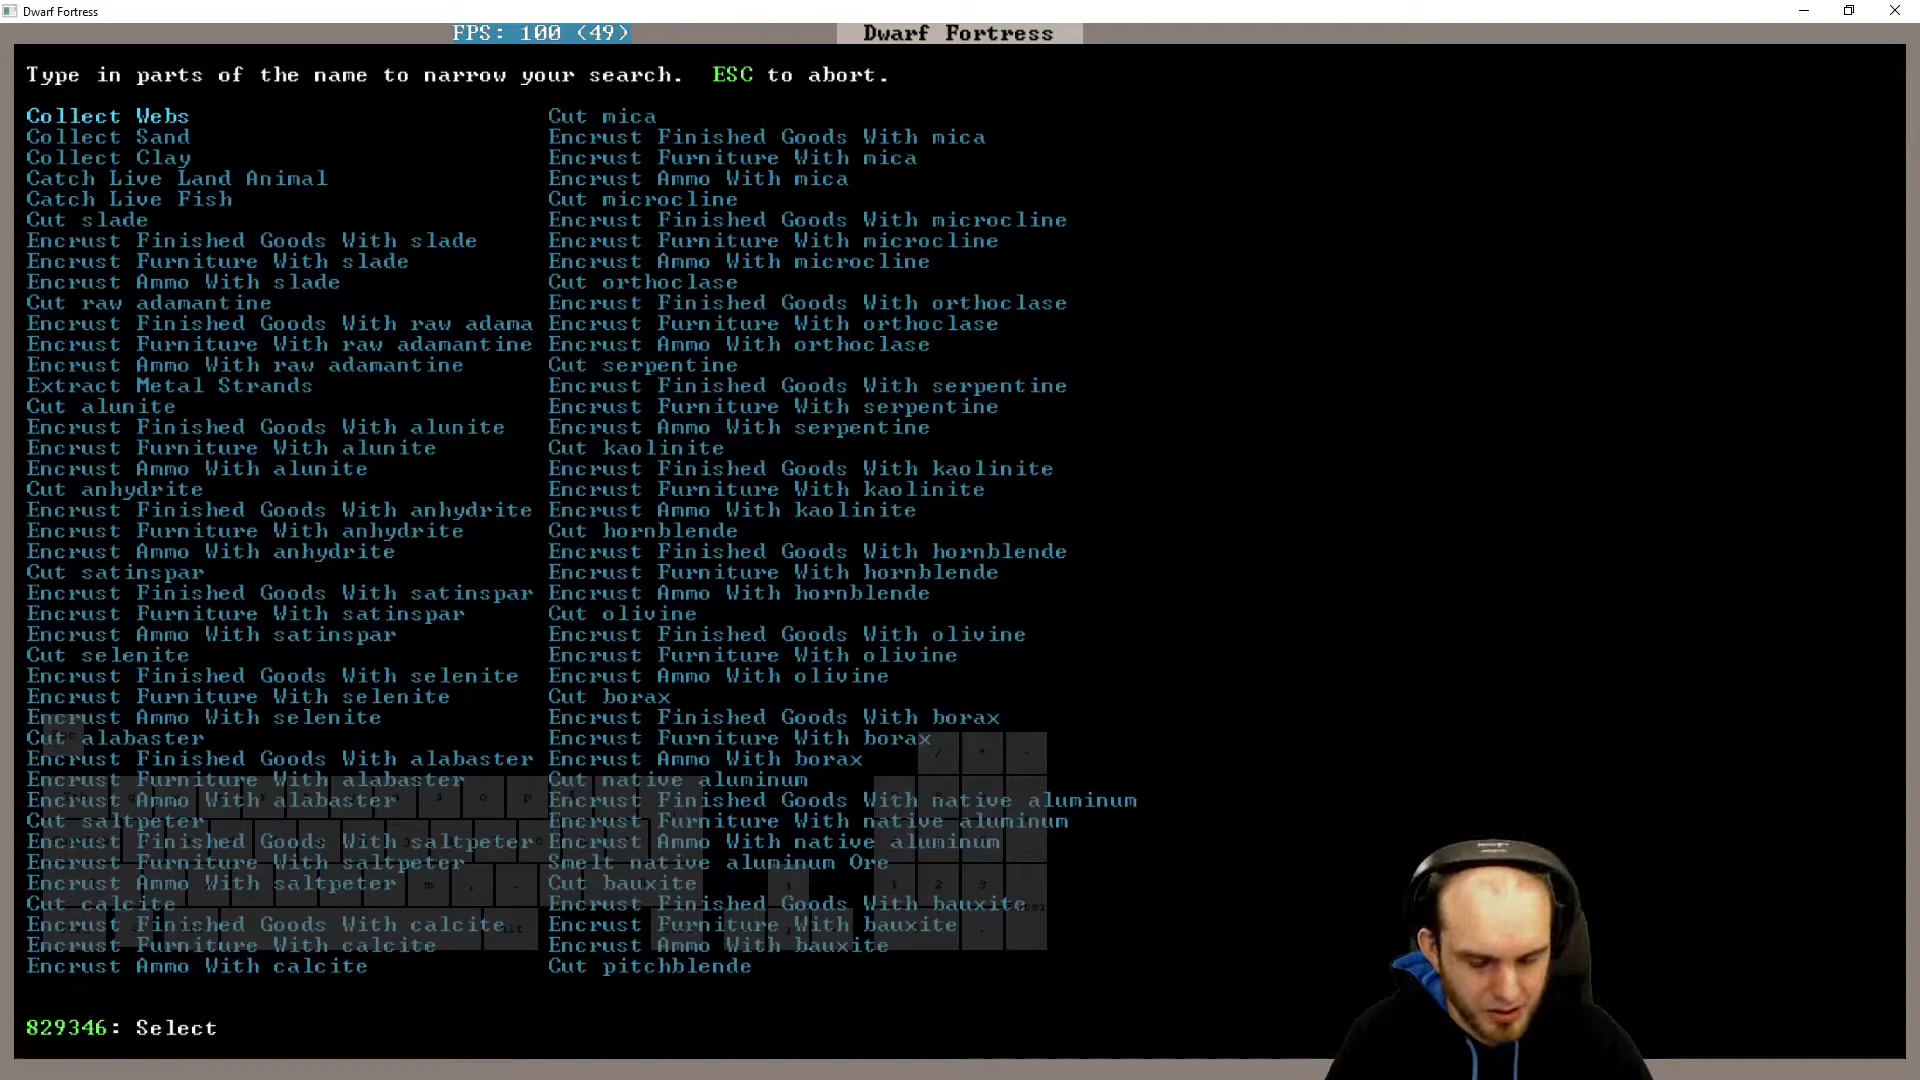 Dwarf Fortress
FPS: 100 (49)
Dwarf Fortress
Type in parts of the name to narrow your search. ESC to abort.
Collect Webs
Collect Sand
Collect Clay
Catch Live Land Animal
Catch Live Fish
Cut slade
Encrust Finished Goods With slade
Encrust Furniture With slade
Encrust Ammo With slade
Cut raw adamantine
Encrust Finished Goods With raw adama
Encrust Furniture With raw adamantine
Encrust Ammo With raw adamantine
Extract Metal Strands
Cut alunite
Encrust Finished Goods With alunite
Encrust Furniture With alunite
Encrust Ammo With alunite
Cut anhydrite
Encrust Finished Goods With anhydrite
Encrust Furniture With anhydrite
Encrust Ammo With anhydrite
Cut satinspar
Encrust Finished Goods With satinspar
Encrust Furniture With satinspar
Encrust Ammo With satinspar
Cut selenite
Encrust Finished Goods With selenite
Encrust Furniture With selenite
Encrust Ammo With selenite
Cut alabaster
Encrust Finished Goods With alabaster
Encrust Furniture With alabaster
Encrust Ammo With alabaster
Cut saltpeter
Encrust Finished Goods With saltpeter
Encrust Furniture With saltpeter
Encrust Ammo With saltpeter
Cut calcite
Encrust Finished Goods With calcite
Encrust Furniture With calcite
Encrust Ammo With calcite
Cut mica
Encrust Finished Goods With mica
Encrust Furniture With mica
Encrust Ammo With mica
Cut microcline
Encrust Finished Goods With microcline
Encrust Furniture With microcline
Encrust Ammo With microcline
Cut orthoclase
Encrust Finished Goods With orthoclase
Encrust Furniture With orthoclase
Encrust Ammo With orthoclase
Cut serpentine
Encrust Finished Goods With serpentine
Encrust Furniture With serpentine
Encrust Ammo With serpentine
Cut kaolinite
Encrust Finished Goods With kaolinite
Encrust Furniture With kaolinite
Encrust Ammo With kaolinite
Cut hornblende
Encrust Finished Goods With hornblende
Encrust Furniture With hornblende
Encrust Ammo With hornblende
Cut olivine
Encrust Finished Goods With olivine
Encrust Furniture With olivine
Encrust Ammo With olivine
Cut borax
Encrust Finished Goods With borax
Encrust Furniture With borax
Encrust Ammo With borax
Cut native aluminum
Encrust Finished Goods With native aluminum
Encrust Furniture With native aluminum
Encrust Ammo With native aluminum
Smelt native aluminum Ore
Cut bauxite
Encrust Finished Goods With bauxite
Encrust Furniture With bauxite
Encrust Ammo With bauxite
Cut pitchblende
829346: Select